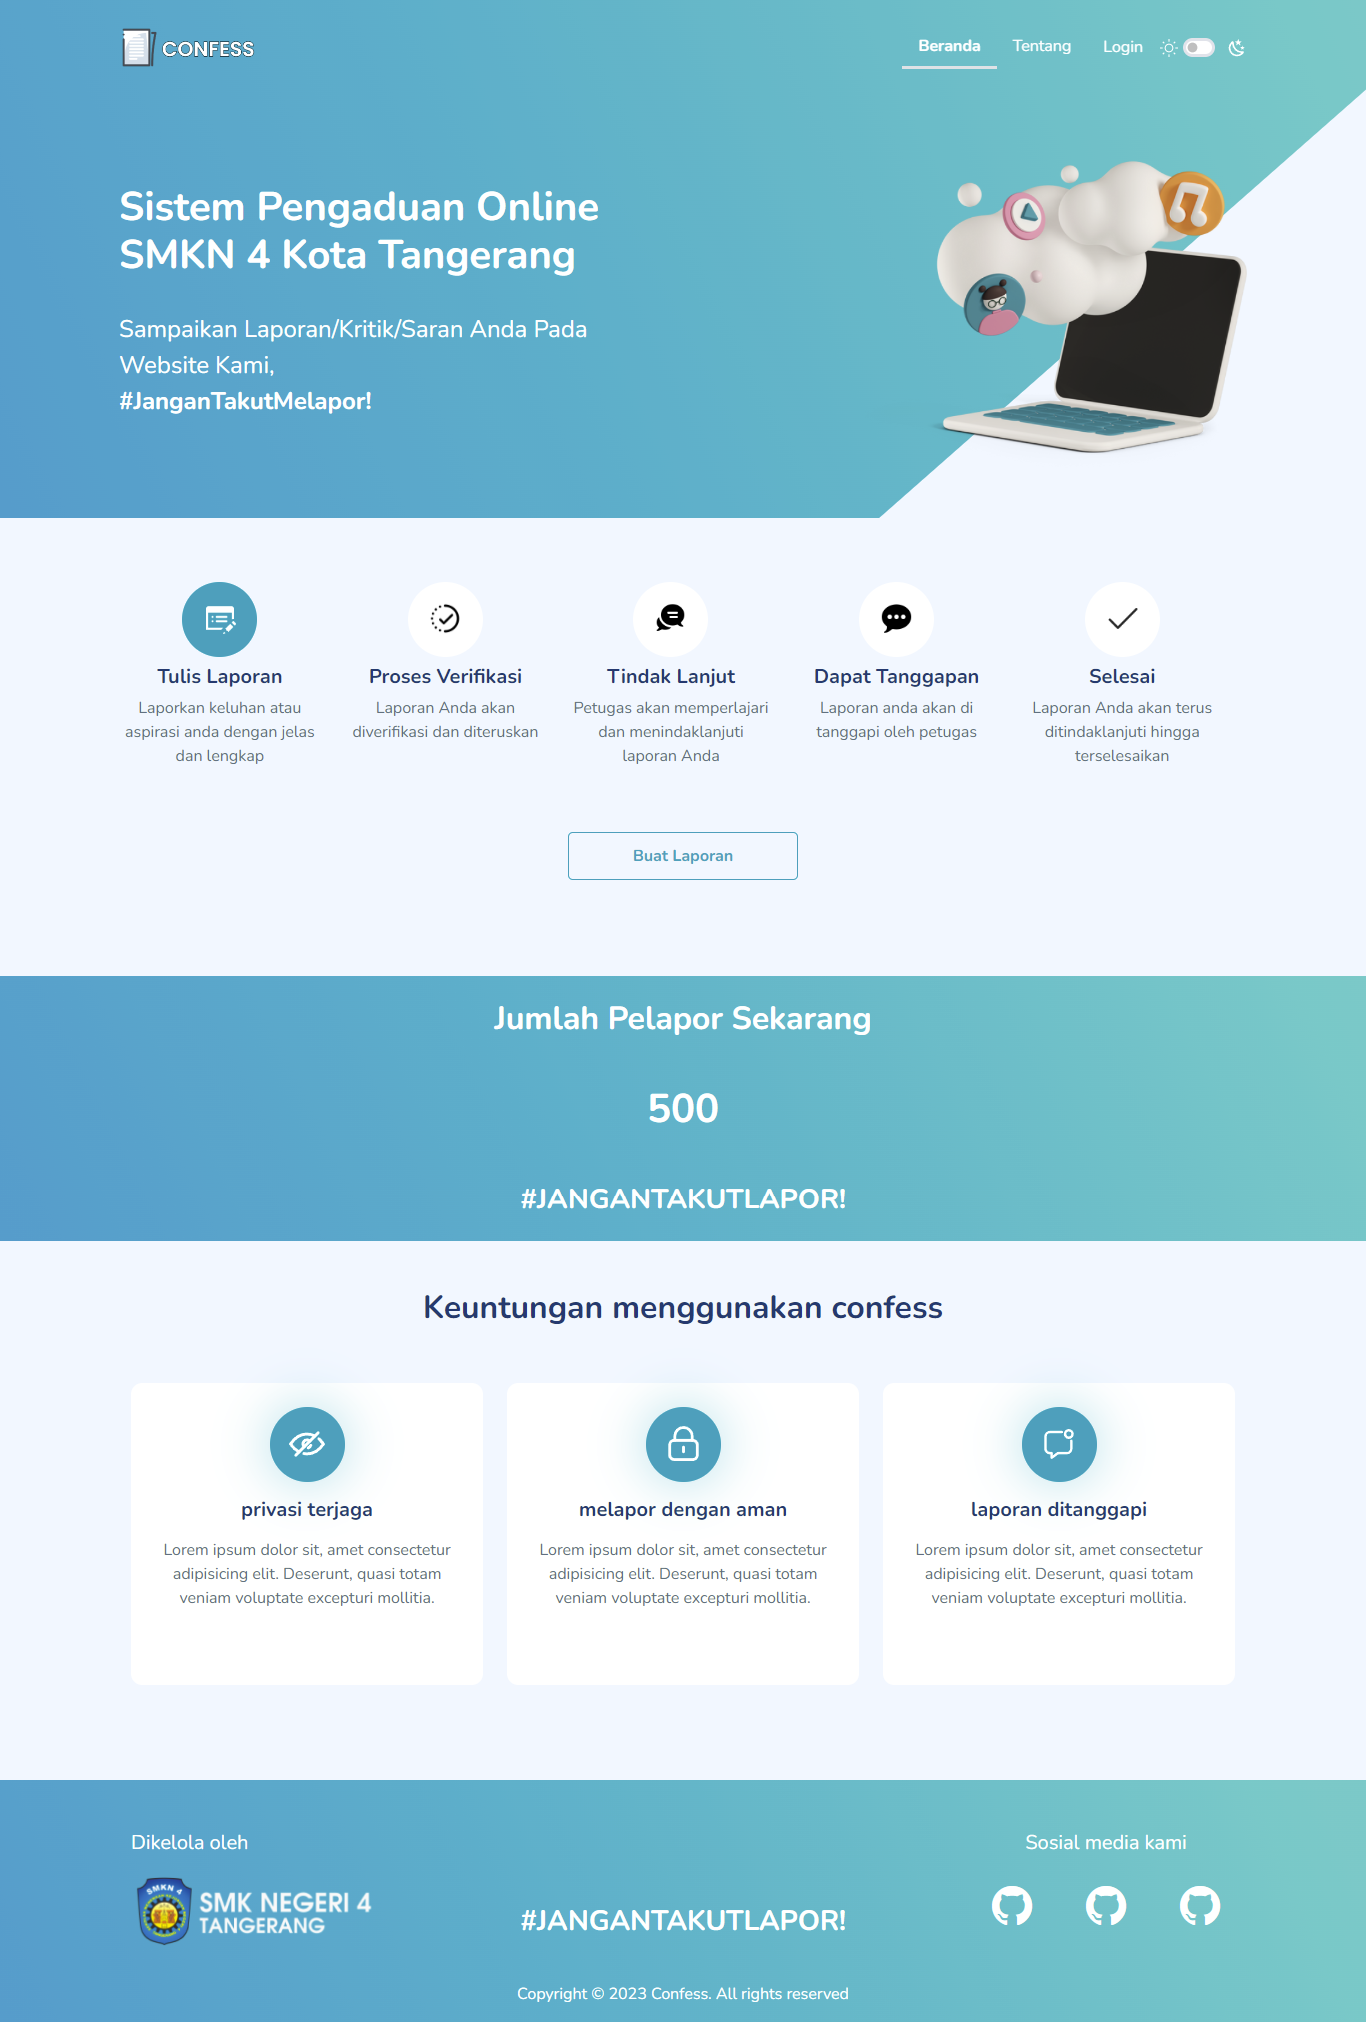 CONFESS
Beranda
Tentang
Login
Sistem Pengaduan Online
SMKN 4 Kota Tangerang
Sampaikan Laporan/Kritik/Saran Anda Pada
Website Kami,
#JanganTakutMelapor!
Tulis Laporan
Laporkan keluhan atau
aspirasi anda dengan jelas
dan lengkap
Proses Verifikasi
Laporan Anda akan
diverifikasi dan diteruskan
Tindak Lanjut
Petugas akan memperlajari
dan menindaklanjuti
laporan Anda
Dapat Tanggapan
Laporan anda akan di
tanggapi oleh petugas
Selesai
Laporan Anda akan terus
ditindaklanjuti hingga
terselesaikan
Buat Laporan
Jumlah Pelapor Sekarang
500
#JANGANTAKUTLAPOR!
Keuntungan menggunakan confess
privasi terjaga
Lorem ipsum dolor sit, amet consectetur
adipisicing elit. Deserunt, quasi totam
veniam voluptate excepturi mollitia.
melapor dengan aman
Lorem ipsum dolor sit, amet consectetur
adipisicing elit. Deserunt, quasi totam
veniam voluptate excepturi mollitia.
laporan ditanggapi
Lorem ipsum dolor sit, amet consectetur
adipisicing elit. Deserunt, quasi totam
veniam voluptate excepturi mollitia.
Dikelola oleh
SMKN 4
SMK NEGERI 4
TANGERANG
#JANGANTAKUTLAPOR!
Sosial media kami
Copyright © 2023 Confess. All rights reserved